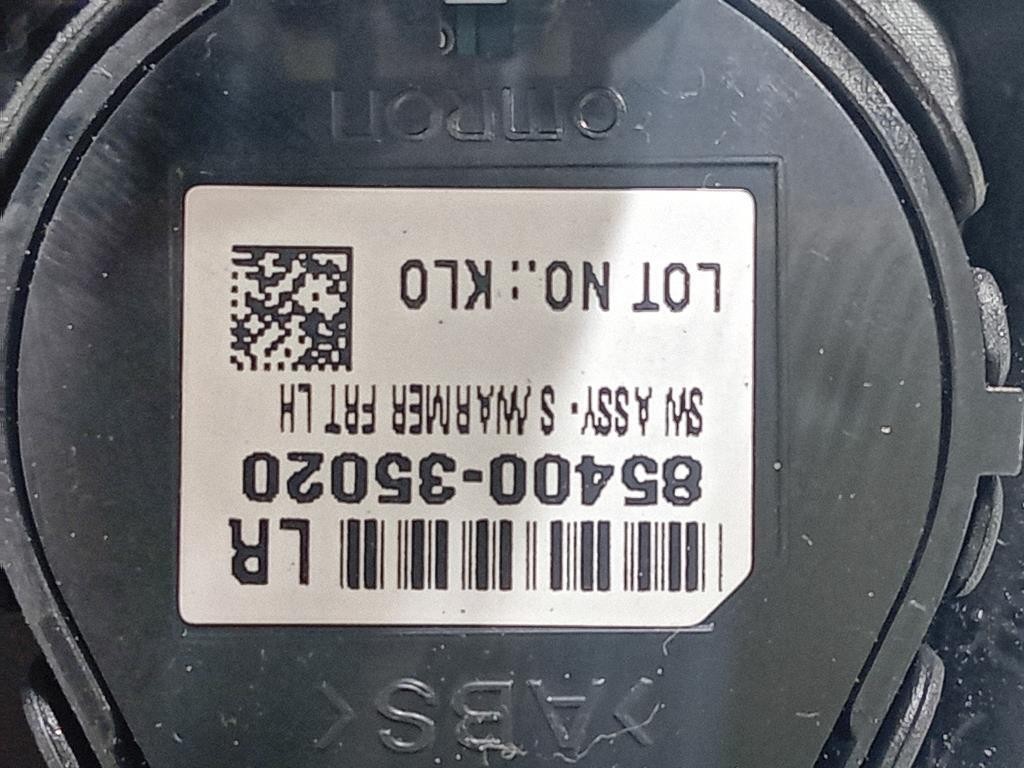 >ABS<
LR
85400-35020
SW ASSY- S/WARMER FRT LH
LOT NO.: KLO
OMRON